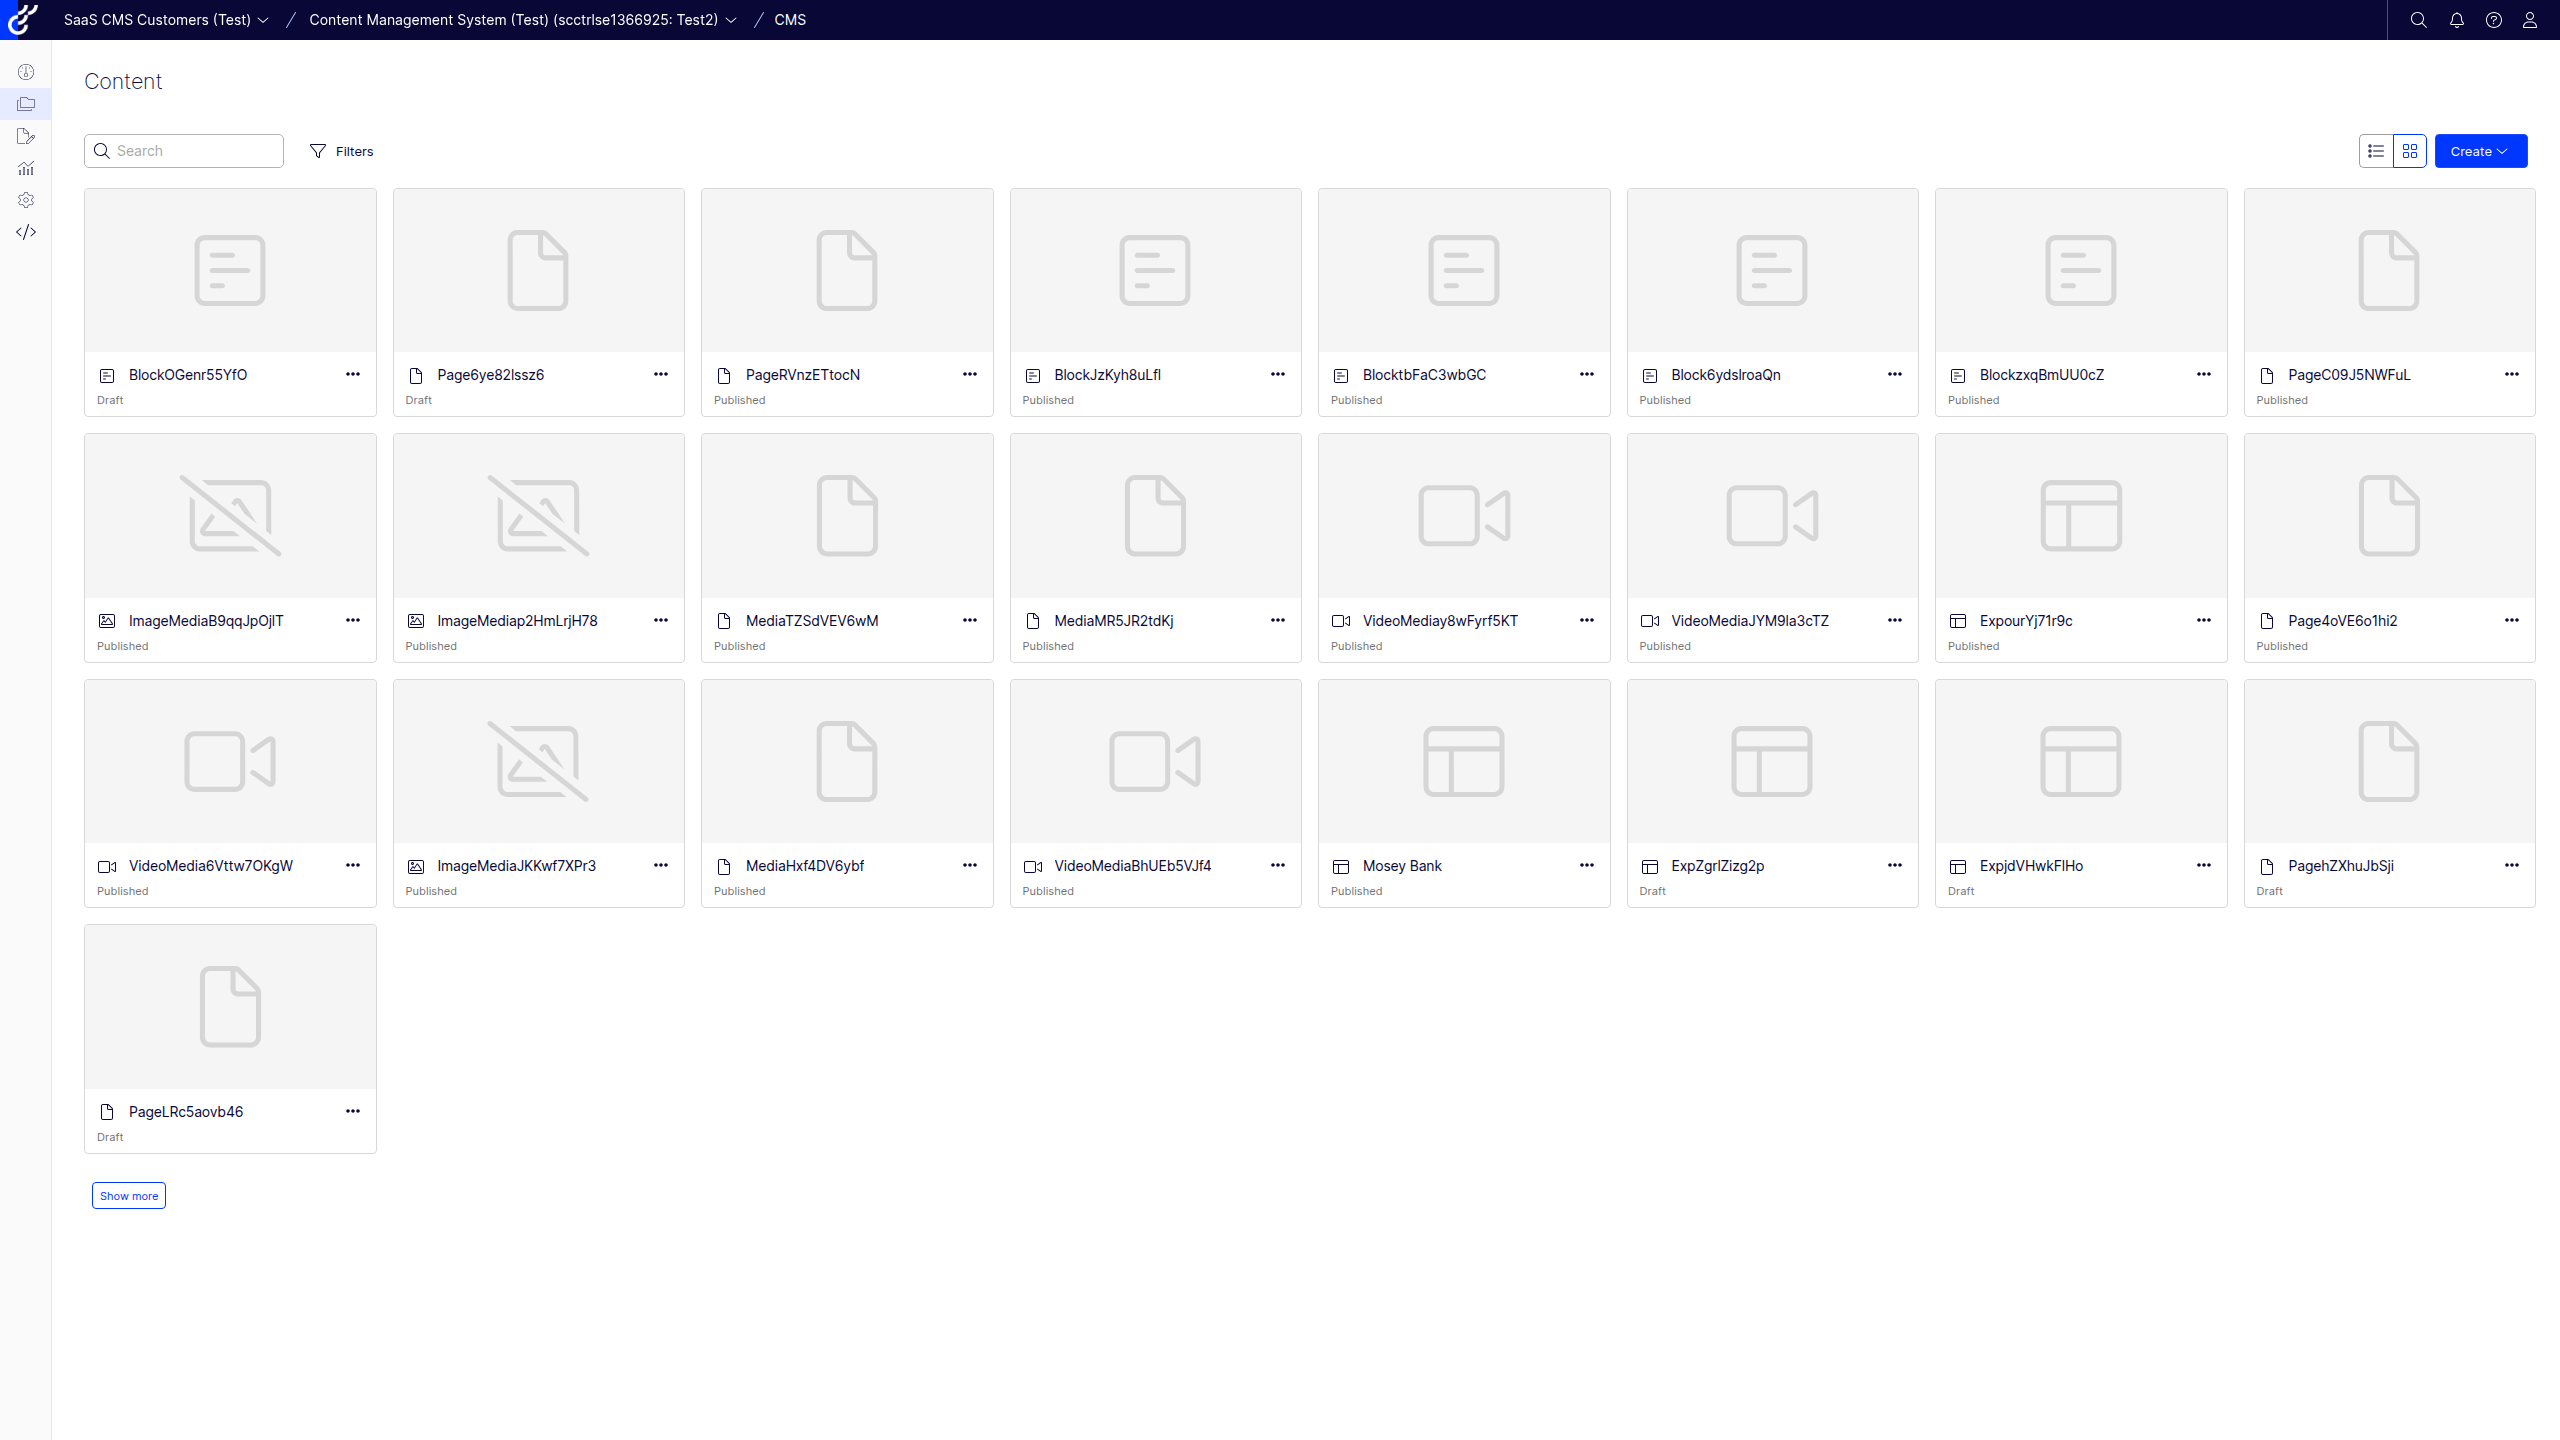 SaaS CMS Customers (Test) / Content Management System (Test) (scctrlse1366925: Test2) / CMS
Content
Search Filters Create
BlockOGenr55YfO Page6ye82Issz6 PageRVnzETtocN BlockJzKyh8uLfl BlocktbFaC3wbGC Block6ydslroaQn BlockzxqBmUU0cZ PageC09J5NWFuL
Draft Draft Published Published Published Published Published Published
ImageMediaB9qqJpOjlT ImageMediap2HmLrjH78 MediaTZSdVEV6wM MediaMR5JR2tdKj VideoMediay8wFyrf5KT VideoMediaJYM9la3cTZ ExpourYj71r9c Page4oVE6o1hi2
Published Published Published Published Published Published Published Published
VideoMedia6Vttw7OKgW ImageMediaJKKwf7XPr3 MediaHxf4DV6ybf VideoMediaBhUEb5VJf4 Mosey Bank ExpZgrlZizg2p ExpjdVHwkFlHo PagehZXhuJbSji
Published Published Published Published Published Draft Draft Draft
PageLRc5aovb46
Draft
Show more